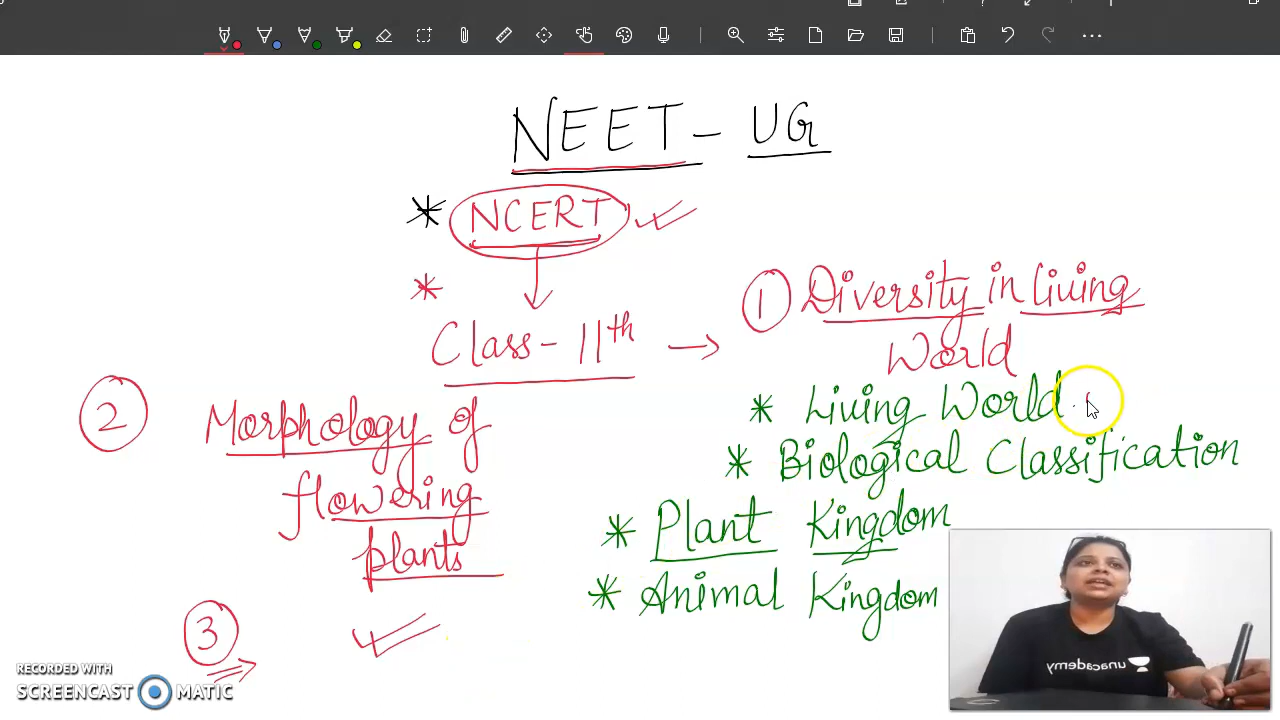 NEET - UG
* NCERT
*
Class - 11th →
① Diversity in living
World
* Living World
* Biological Classification
* Plant Kingdom
* Animal Kingdom
② Morphology of
flowering
plants
③
unacademy
RECORDED WITH
SCREENCAST MATIC